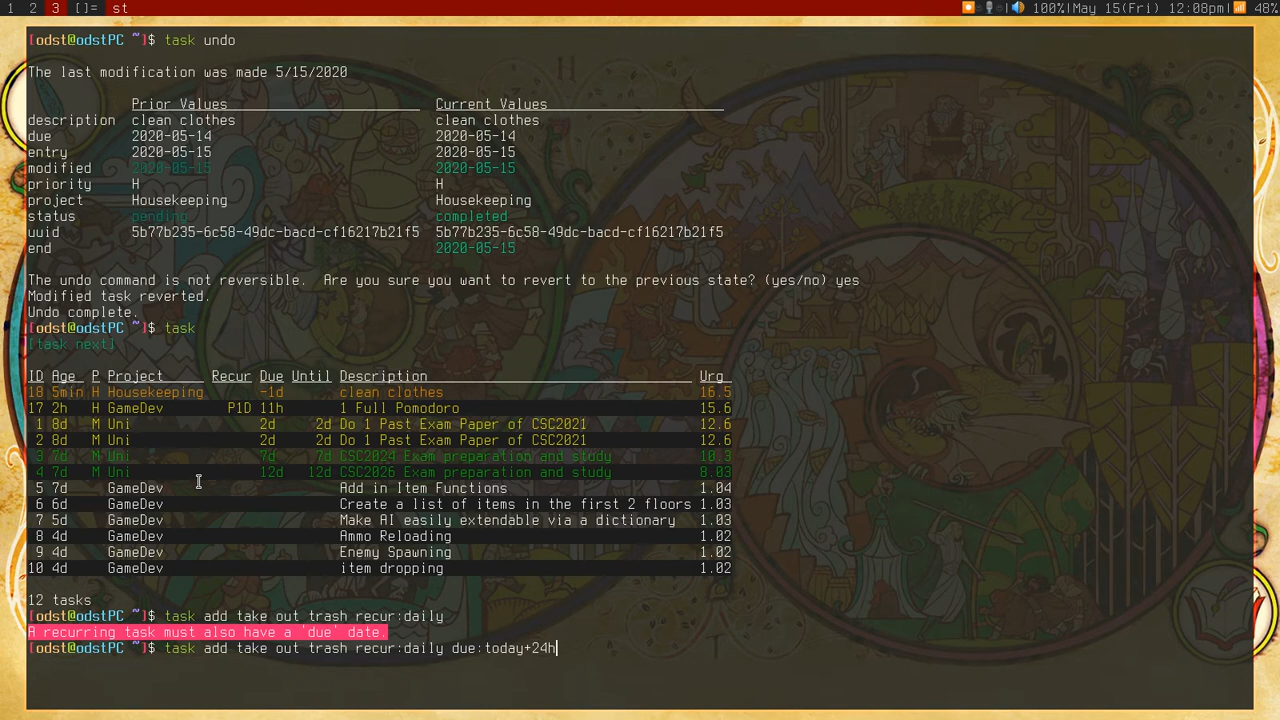 1 2 3 []= st 100%|May 15(Fri) 12:08pm| 48%
[odst@odstPC ~]$ task undo
The last modification was made 5/15/2020
Prior Values Current Values
description clean clothes clean clothes
due 2020-05-14 2020-05-14
entry 2020-05-15 2020-05-15
modified 2020-05-15 2020-05-15
priority H H
project Housekeeping Housekeeping
status pending completed
uuid 5b77b235-6c58-49dc-bacd-cf16217b21f5 5b77b235-6c58-49dc-bacd-cf16217b21f5
end 2020-05-15
The undo command is not reversible.  Are you sure you want to revert to the previous state? (yes/no) yes
Modified task reverted.
Undo complete.
[odst@odstPC ~]$ task
[task next]
ID Age P Project Recur Due Until Description Urg
18 5min H Housekeeping -1d clean clothes 16.5
17 2h H GameDev P1D 11h 1 Full Pomodoro 15.6
1 8d M Uni 2d 2d Do 1 Past Exam Paper of CSC2021 12.6
2 8d M Uni 2d 2d Do 1 Past Exam Paper of CSC2021 12.6
3 7d M Uni 7d 7d CSC2024 Exam preparation and study 10.3
4 7d M Uni 12d 12d CSC2026 Exam preparation and study 8.03
5 7d GameDev Add in Item Functions 1.04
6 6d GameDev Create a list of items in the first 2 floors 1.03
7 5d GameDev Make AI easily extendable via a dictionary 1.03
8 4d GameDev Ammo Reloading 1.02
9 4d GameDev Enemy Spawning 1.02
10 4d GameDev item dropping 1.02
12 tasks
[odst@odstPC ~]$ task add take out trash recur:daily
A recurring task must also have a 'due' date.
[odst@odstPC ~]$ task add take out trash recur:daily due:today+24h